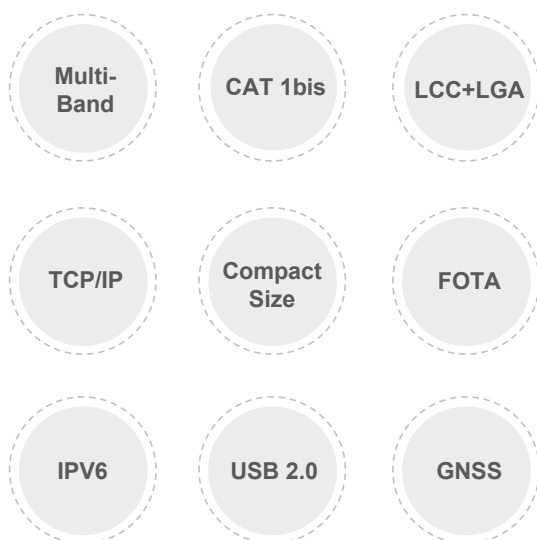 Multi-
Band
CAT 1bis
LCC+LGA
TCP/IP
Compact
Size
FOTA
IPV6
USB 2.0
GNSS